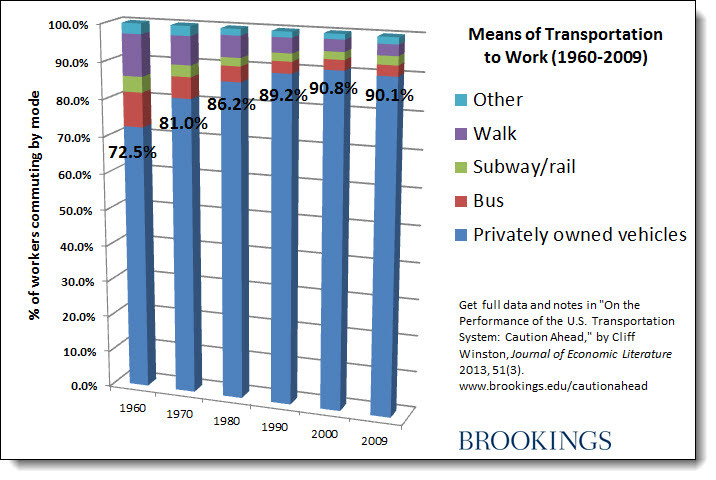 Means of Transportation
to Work (1960-2009)
100.0%
90.0%
80.0%
70.0%
60.0%
50.0%
40.0%
30.0%
20.0%
10.0%
0.0%
% of workers commuting by mode
72.5%
81.0%
86.2%
89.2%
90.8%
90.1%
1960
1970
1980
1990
2000
2009
Other
Walk
Subway/rail
Bus
Privately owned vehicles
Get full data and notes in "On the
Performance of the U.S. Transportation
System: Caution Ahead," by Cliff
Winston, Journal of Economic Literature
2013, 51(3).
www.brookings.edu/cautionahead
BROOKINGS